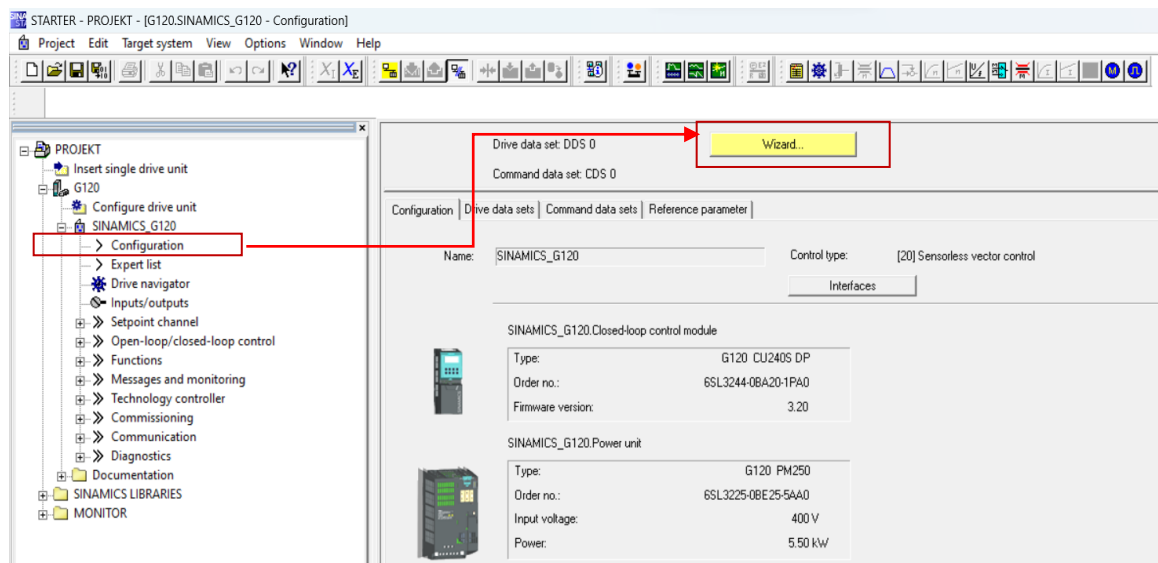 STARTER - PROJEKT - [G120.SINAMICS_G120 - Configuration]
Project Edit Target system View Options Window Help
PROJEKT
Insert single drive unit
G120
Configure drive unit
SINAMICS_G120
Configuration
Expert list
Drive navigator
Inputs/outputs
Setpoint channel
Open-loop/closed-loop control
Functions
Messages and monitoring
Technology controller
Commissioning
Communication
Diagnostics
Documentation
SINAMICS LIBRARIES
MONITOR
Drive data set: DDS 0
Wizard...
Command data set: CDS 0
Configuration Drive data sets Command data sets Reference parameter
Name: SINAMICS_G120 Control type: [20] Sensorless vector control
Interfaces
SINAMICS_G120.Closed-loop control module
Type: G120 CU240S DP
Order no.: 6SL3244-0BA20-1PA0
Firmware version: 3.20
SINAMICS_G120.Power unit
Type: G120 PM250
Order no.: 6SL3225-0BE25-5AA0
Input voltage: 400 V
Power: 5.50 kW